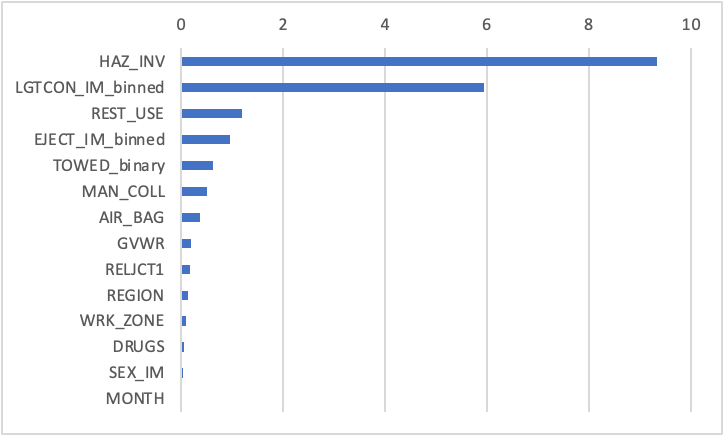 0 2 4 6 8 10
HAZ_INV
LGTCON_IM_binned
REST_USE
EJECT_IM_binned
TOWED_binary
MAN_COLL
AIR_BAG
GVWR
RELJCT1
REGION
WRK_ZONE
DRUGS
SEX_IM
MONTH